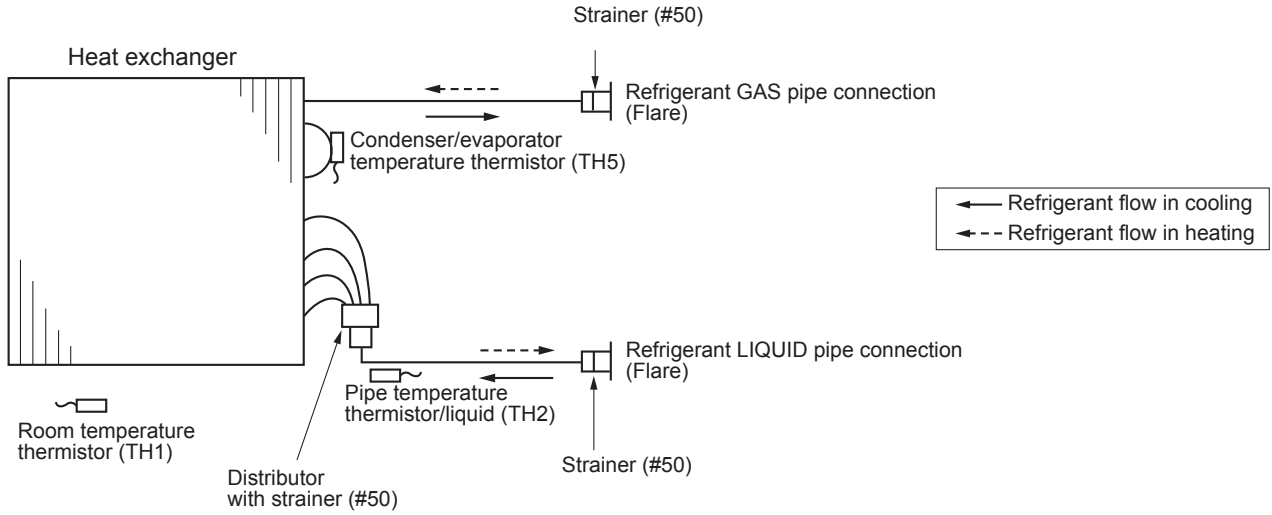 Strainer (#50)
Heat exchanger
Refrigerant GAS pipe connection
(Flare)
Condenser/evaporator
temperature thermistor (TH5)
Refrigerant flow in cooling
Refrigerant flow in heating
Refrigerant LIQUID pipe connection
(Flare)
Pipe temperature
thermistor/liquid (TH2)
Room temperature
thermistor (TH1)
Strainer (#50)
Distributor
with strainer (#50)